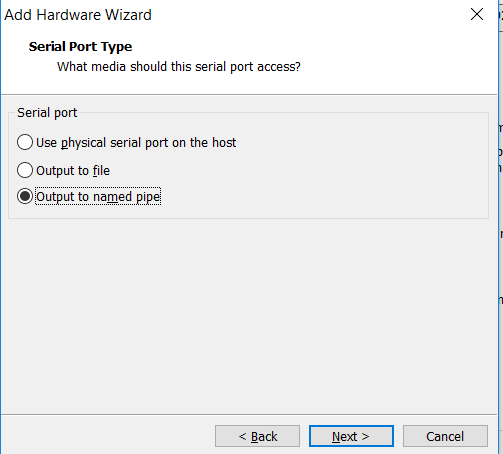 Add Hardware Wizard
Serial Port Type
What media should this serial port access?
Serial port
Use physical serial port on the host
Output to file
Output to named pipe
< Back
Next >
Cancel